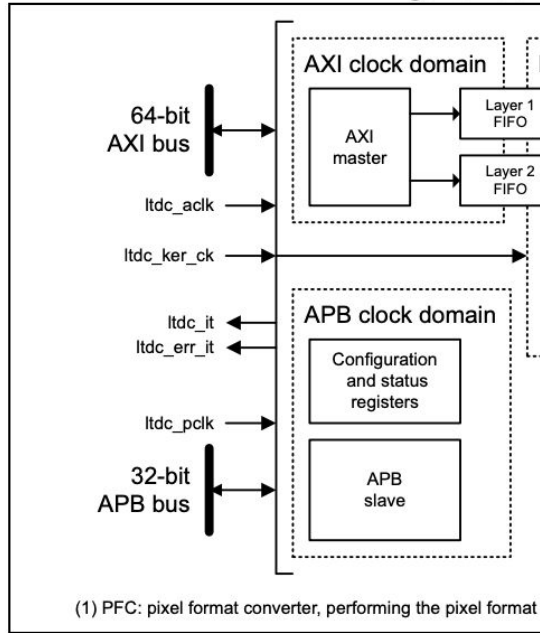 AXI clock domain
64-bit
AXI bus
AXI
master
Layer 1
FIFO
Layer 2
FIFO
ltdc_aclk
ltdc_ker_ck
ltdc_it
ltdc_err_it
APB clock domain
Configuration
and status
registers
ltdc_pclk
32-bit
APB bus
APB
slave
(1) PFC: pixel format converter, performing the pixel format